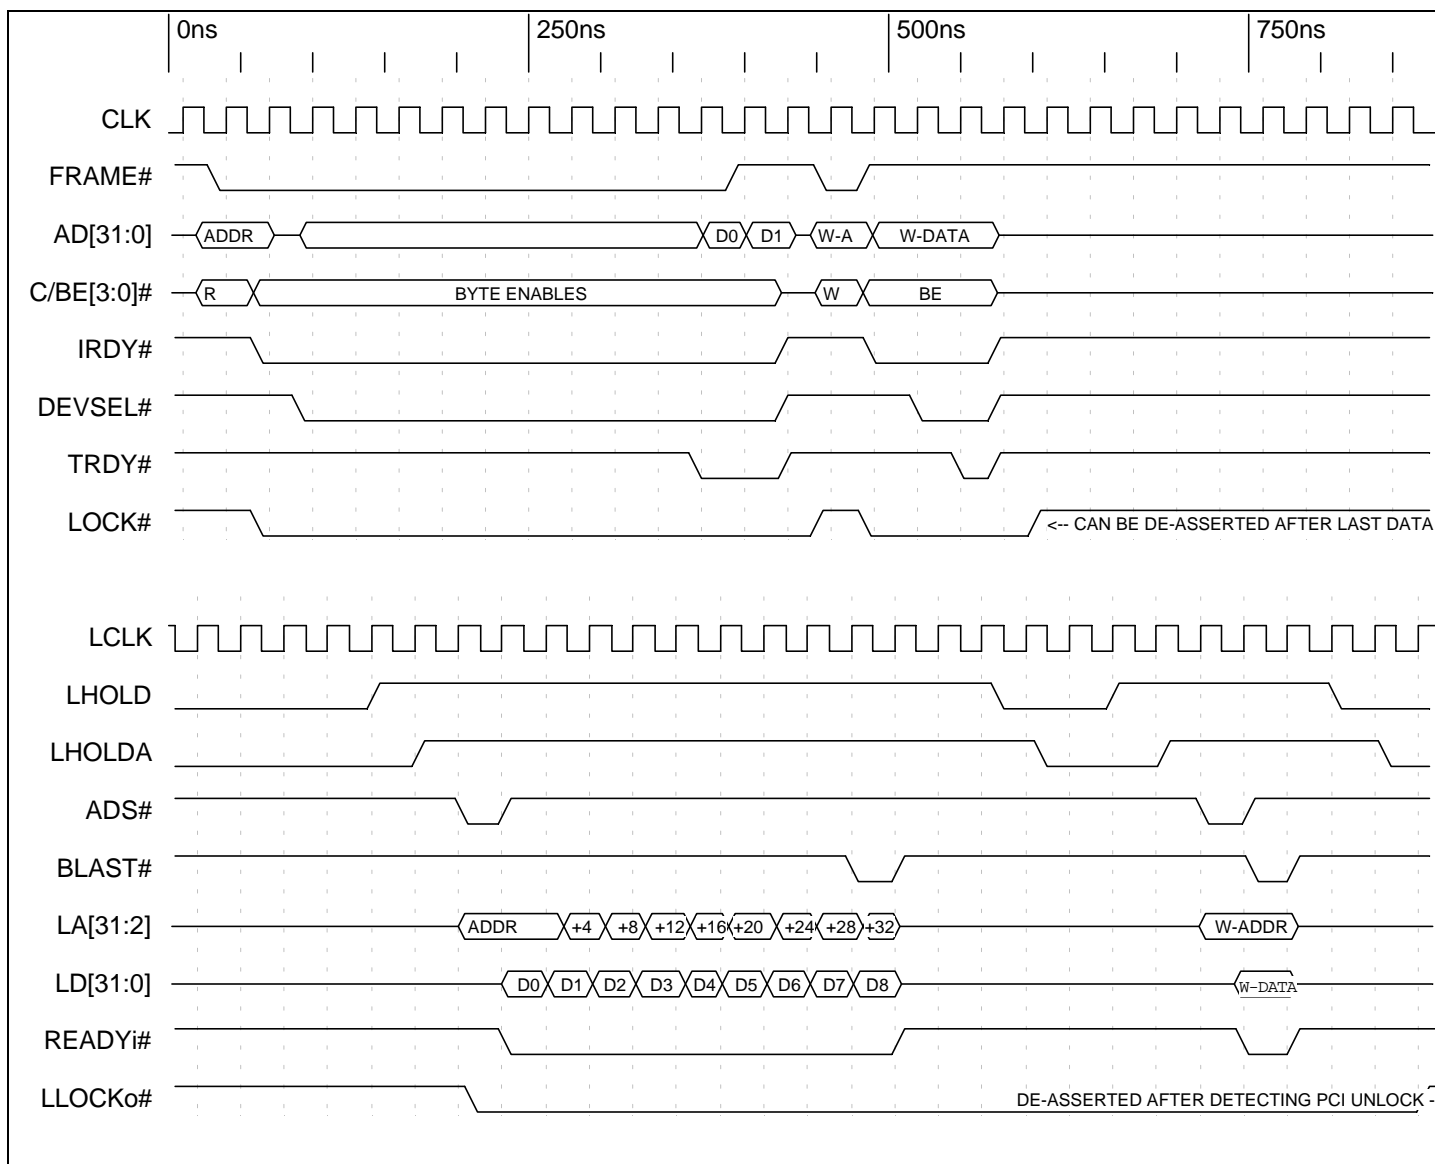 0ns 250ns 500ns 750ns
CLK
FRAME#
AD[31:0] ADDR D0 D1 W-A W-DATA
C/BE[3:0]# R BYTE ENABLES W BE
IRDY#
DEVSEL#
TRDY#
LOCK# <-- CAN BE DE-ASSERTED AFTER LAST DATA
LCLK
LHOLD
LHOLDA
ADS#
BLAST#
LA[31:2] ADDR +4 +8 +12 +16 +20 +24 +28 +32 W-ADDR
LD[31:0] D0 D1 D2 D3 D4 D5 D6 D7 D8 W-DATA
READYi#
LLOCKo# DE-ASSERTED AFTER DETECTING PCI UNLOCK -